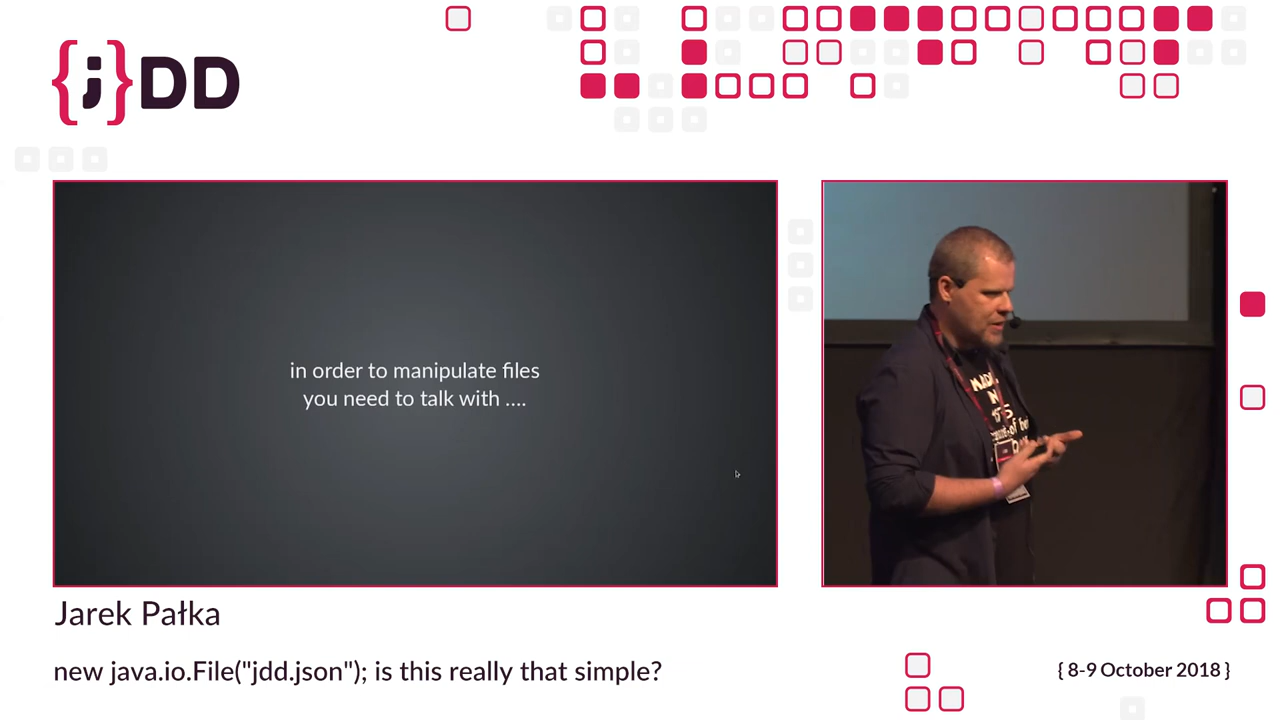 {j}DD
in order to manipulate files
you need to talk with ....
MADE
Jarek Pałka
new java.io.File("jdd.json"); is this really that simple?
{ 8-9 October 2018 }